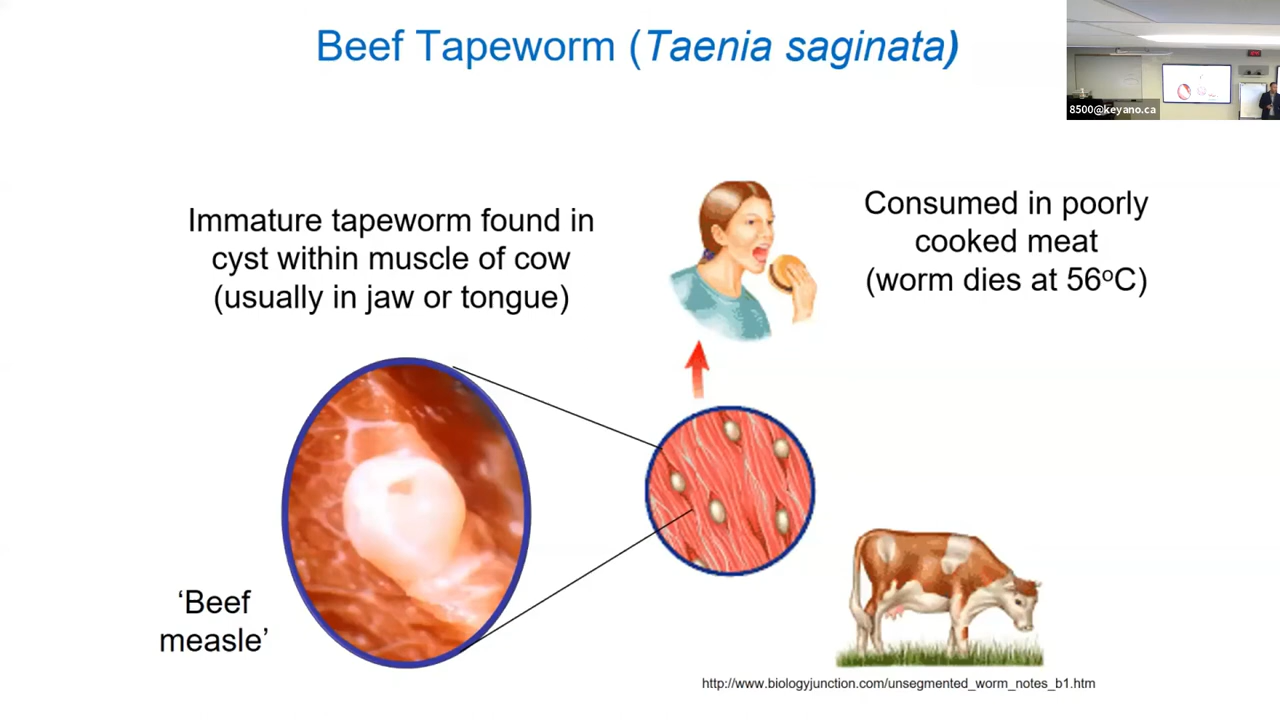 Beef Tapeworm (Taenia saginata)
8500@keyano.ca
Immature tapeworm found in
cyst within muscle of cow
(usually in jaw or tongue)
Consumed in poorly
cooked meat
(worm dies at 56oC)
‘Beef
measle’
http://www.biologyjunction.com/unsegmented_worm_notes_b1.htm